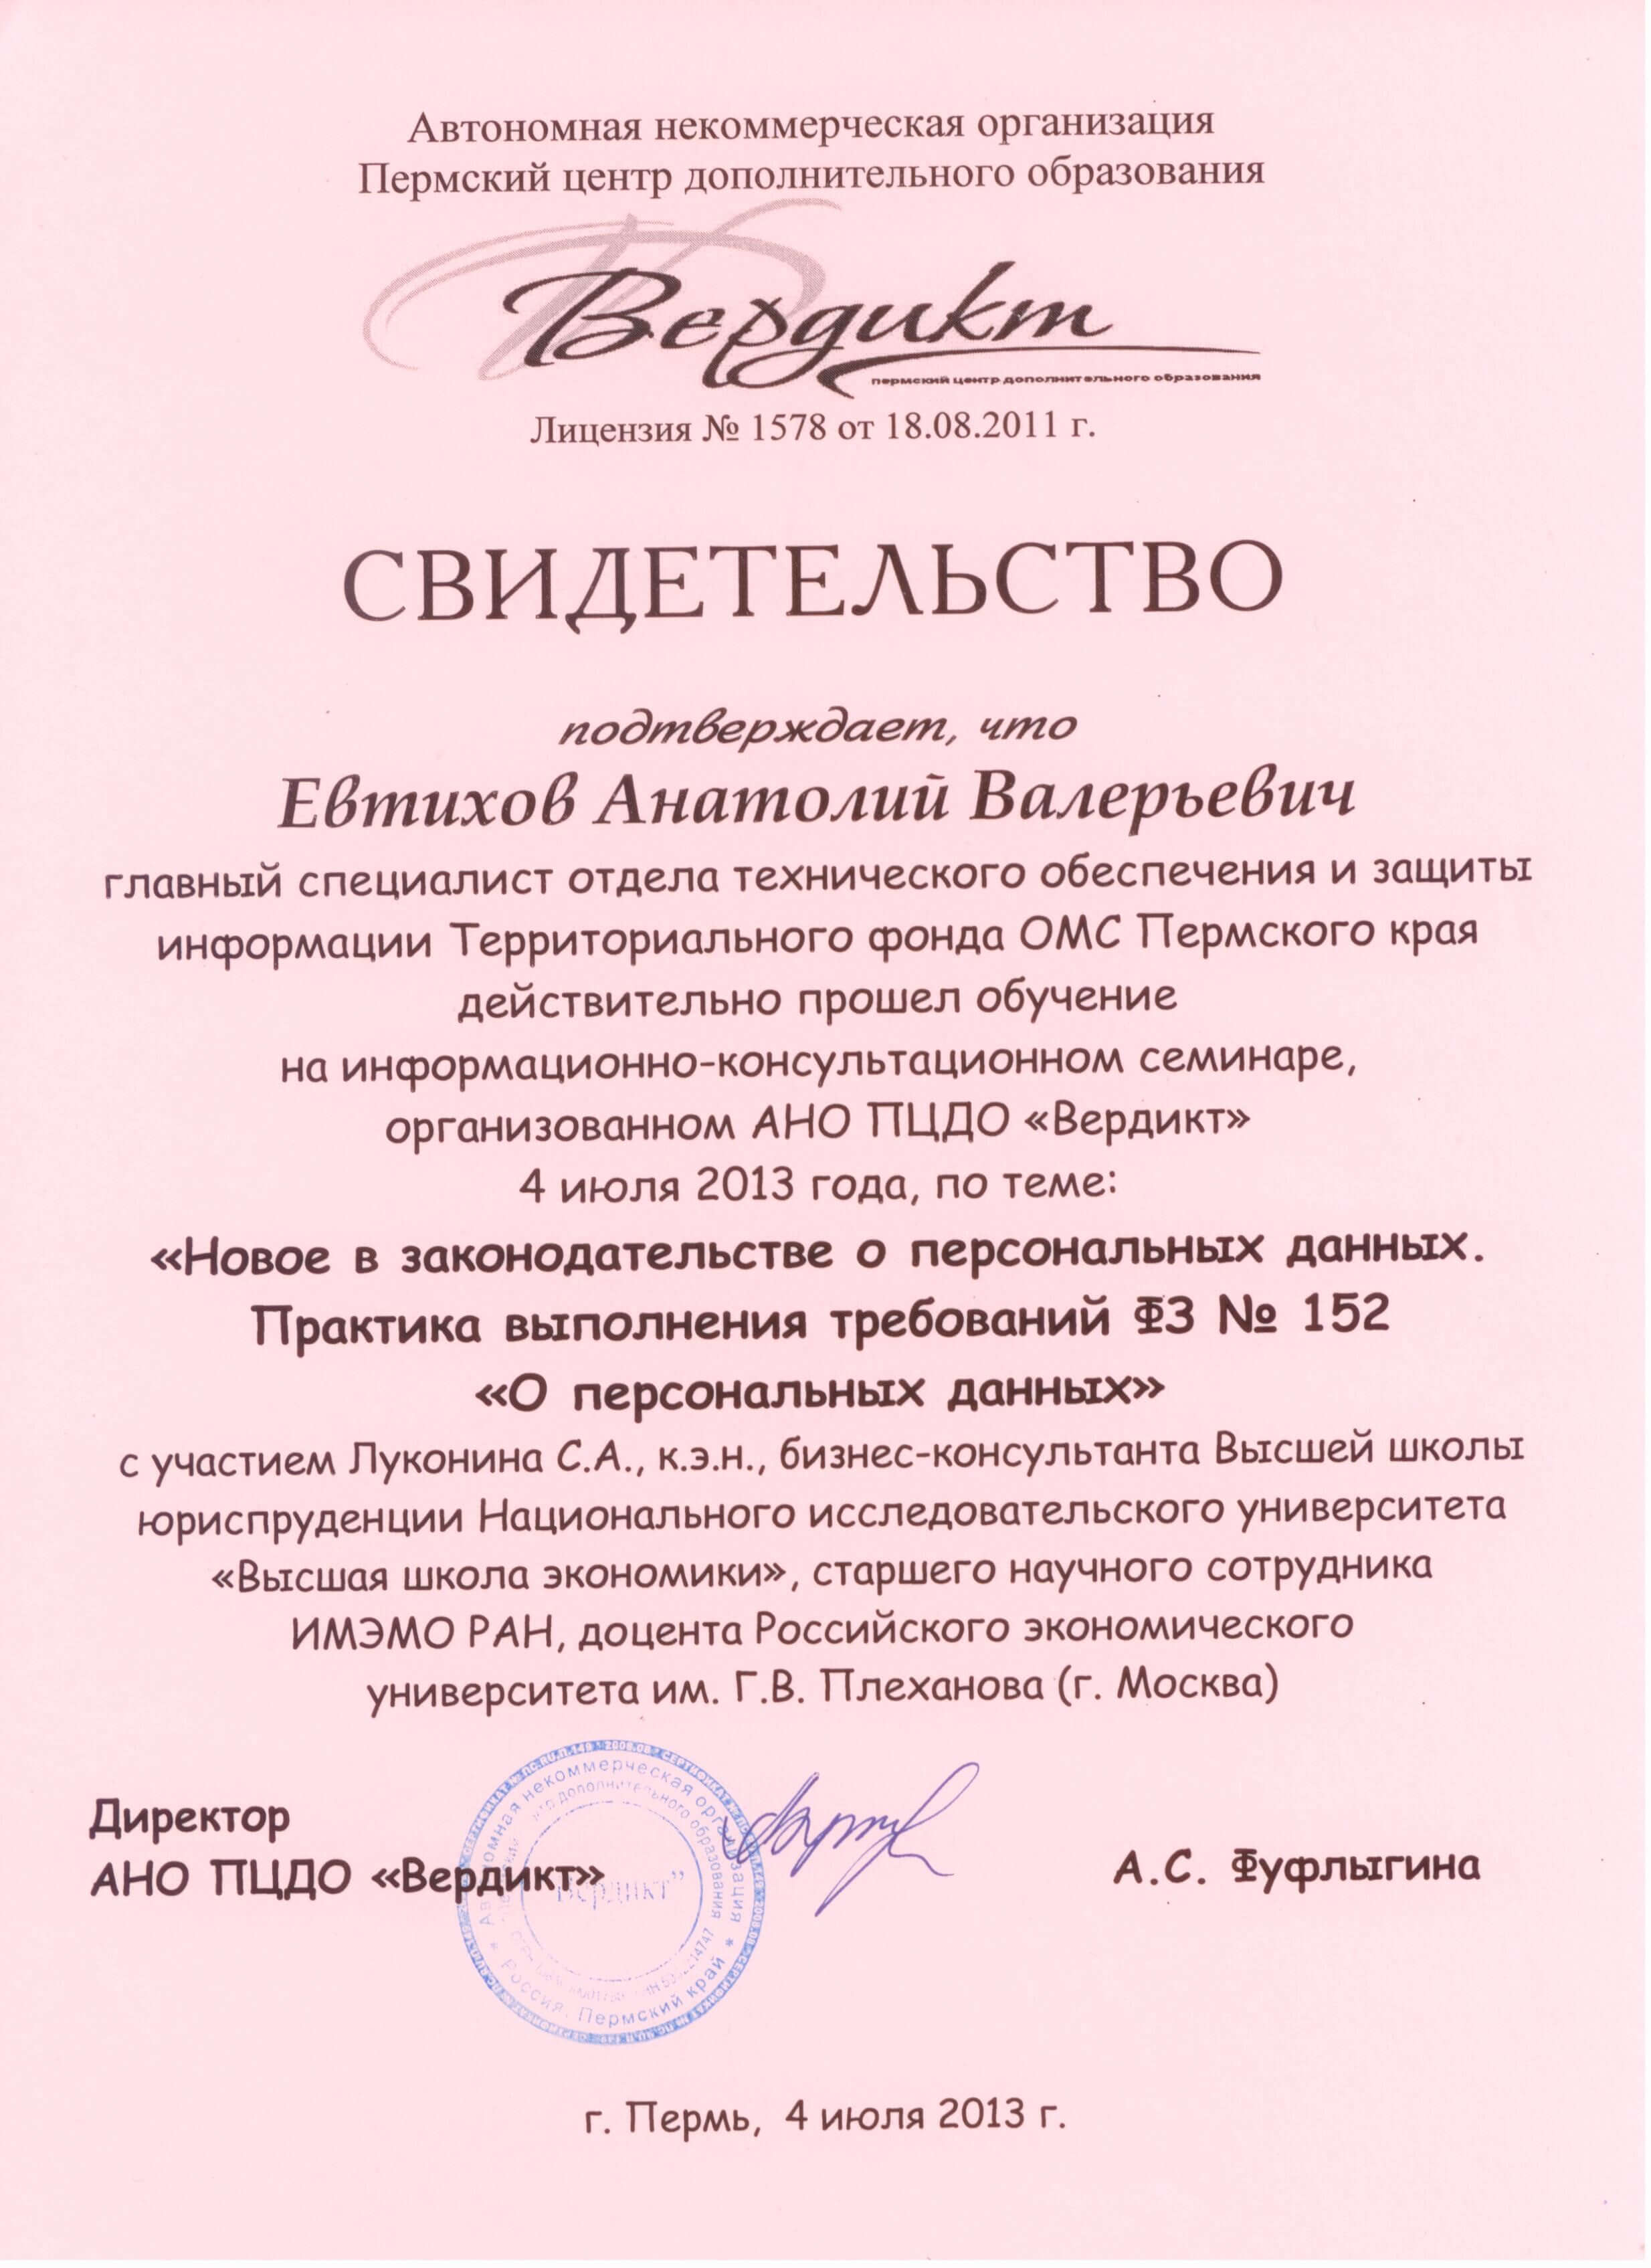 Автономная некоммерческая организация
Пермский центр дополнительного образования
Вердикт
пермский центр дополнительного образования
Лицензия № 1578 от 18.08.2011 г.
СВИДЕТЕЛЬСТВО
подтверждает, что
Евтихов Анатолий Валерьевич
главный специалист отдела технического обеспечения и защиты
информации Территориального фонда ОМС Пермского края
действительно прошел обучение
на информационно-консультационном семинаре,
организованном АНО ПЦДО «Вердикт»
4 июля 2013 года, по теме:
«Новое в законодательстве о персональных данных.
Практика выполнения требований ФЗ № 152
«О персональных данных»
с участием Луконина С.А., к.э.н., бизнес-консультанта Высшей школы
юриспруденции Национального исследовательского университета
«Высшая школа экономики», старшего научного сотрудника
ИМЭМО РАН, доцента Российского экономического
университета им. Г.В. Плеханова (г. Москва)
Директор
АНО ПЦДО «Вердикт»
А.С. Фуфлыгина
Автономная некоммерческая организация
дополнительного образования
Вердикт"
* Россия, Пермский край *
г. Пермь, 4 июля 2013 г.